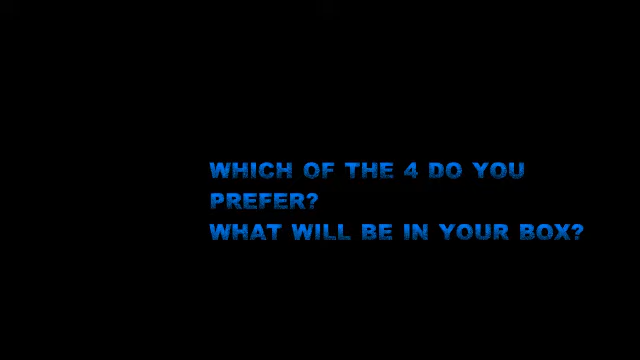 WHICH OF THE 4 DO YOU
PREFER?
WHAT WILL BE IN YOUR BOX?